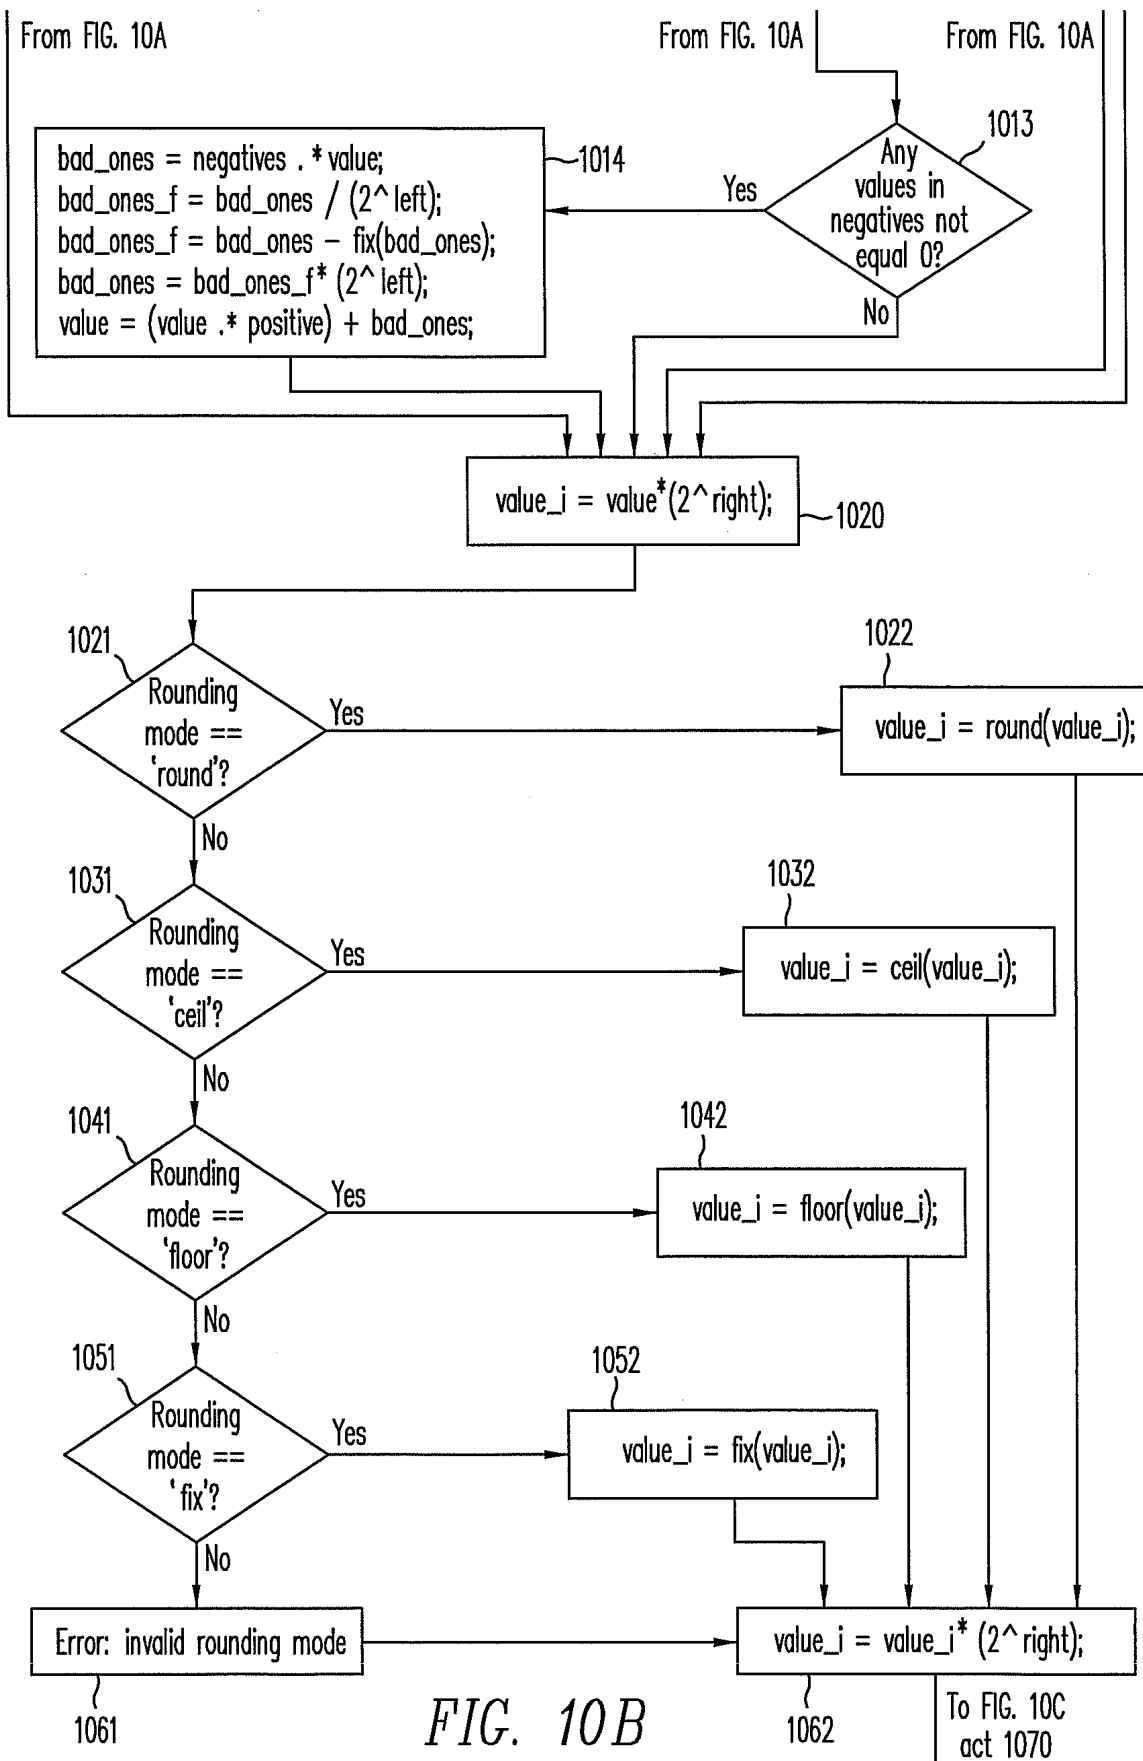 From FIG. 10A
From FIG. 10A
From FIG. 10A
1013
Any
values in
negatives not
equal 0?
Yes
No
bad_ones = negatives .* value;
bad_ones_f = bad_ones / (2^ left);
bad_ones_f = bad_ones – fix(bad_ones);
bad_ones = bad_ones_f* (2^ left);
value = (value .* positive) + bad_ones;
1014
value_i = value*(2^ right);
1020
1021
Rounding
mode ==
'round'?
Yes
No
1022
value_i = round(value_i);
1031
Rounding
mode ==
'ceil'?
Yes
No
1032
value_i = ceil(value_i);
1041
Rounding
mode ==
'floor'?
Yes
No
1042
value_i = floor(value_i);
1051
Rounding
mode ==
'fix'?
Yes
No
1052
value_i = fix(value_i);
Error: invalid rounding mode
1061
value_i = value_i* (2^ right);
1062
To FIG. 10C
act 1070
FIG. 10B